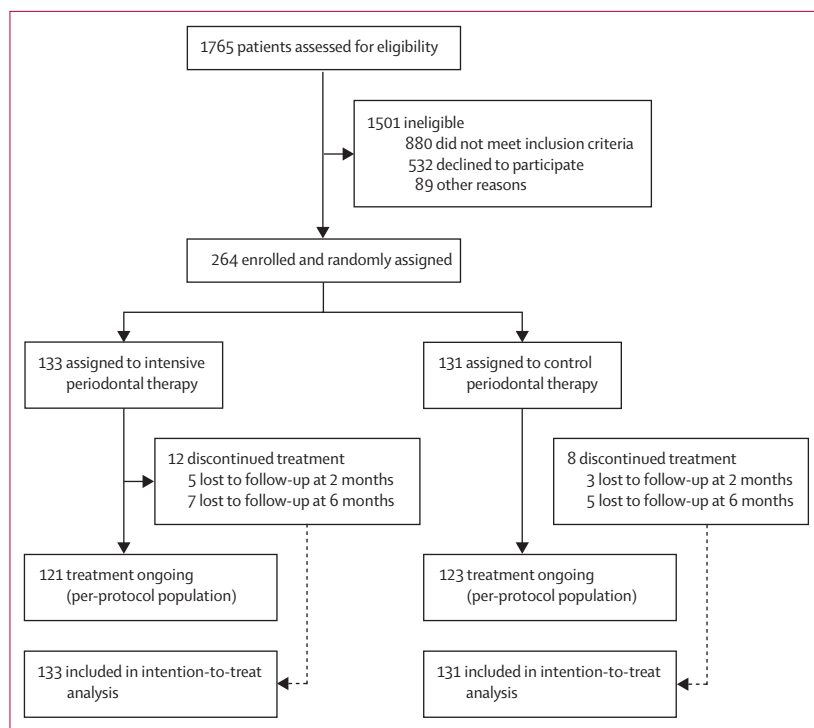 1765 patients assessed for eligibility
1501 ineligible
880 did not meet inclusion criteria
532 declined to participate
89 other reasons
264 enrolled and randomly assigned
133 assigned to intensive
periodontal therapy
131 assigned to control
periodontal therapy
12 discontinued treatment
5 lost to follow-up at 2 months
7 lost to follow-up at 6 months
8 discontinued treatment
3 lost to follow-up at 2 months
5 lost to follow-up at 6 months
121 treatment ongoing
(per-protocol population)
123 treatment ongoing
(per-protocol population)
133 included in intention-to-treat
analysis
131 included in intention-to-treat
analysis